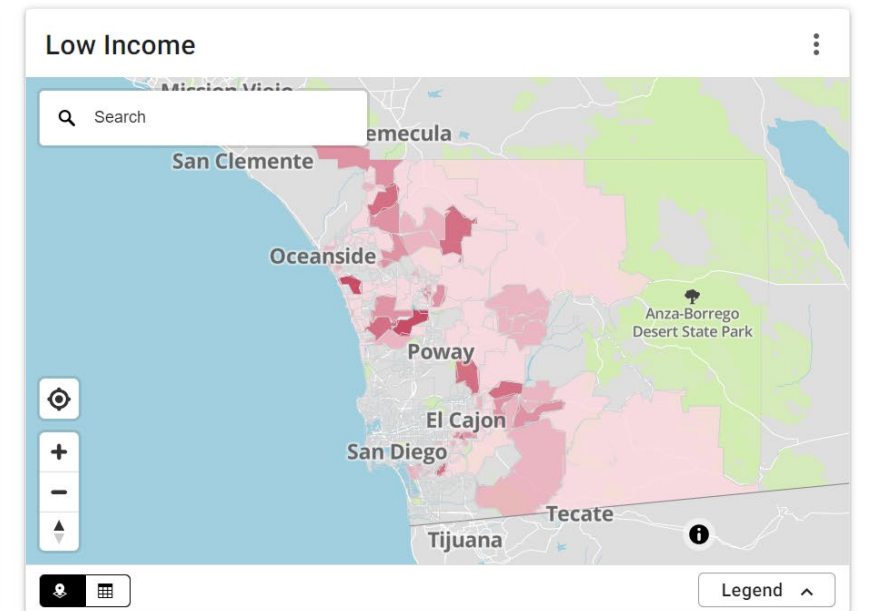 Low Income
Mission Viejo
Search
emecula
San Clemente
Oceanside
Anza-Borrego
Desert State Park
Poway
El Cajon
San Diego
Tecate
Tijuana
Legend